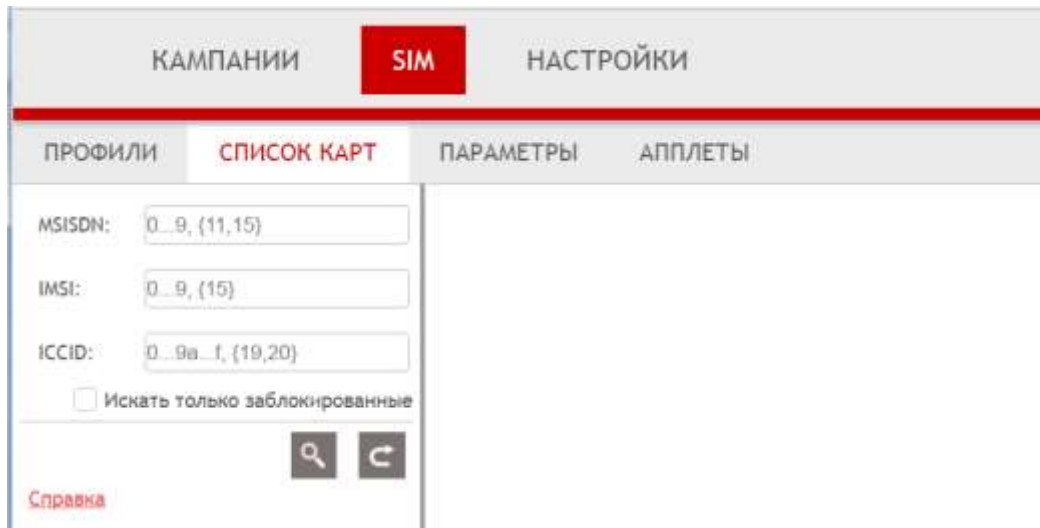 КАМПАНИИ SIM НАСТРОЙКИ
ПРОФИЛИ СПИСОК КАРТ ПАРАМЕТРЫ АППЛЕТЫ
MSISDN: 0...9, {11,15}
IMSI: 0...9, {15}
ICCID: 0...9a...f, {19,20}
Искать только заблокированные
Справка